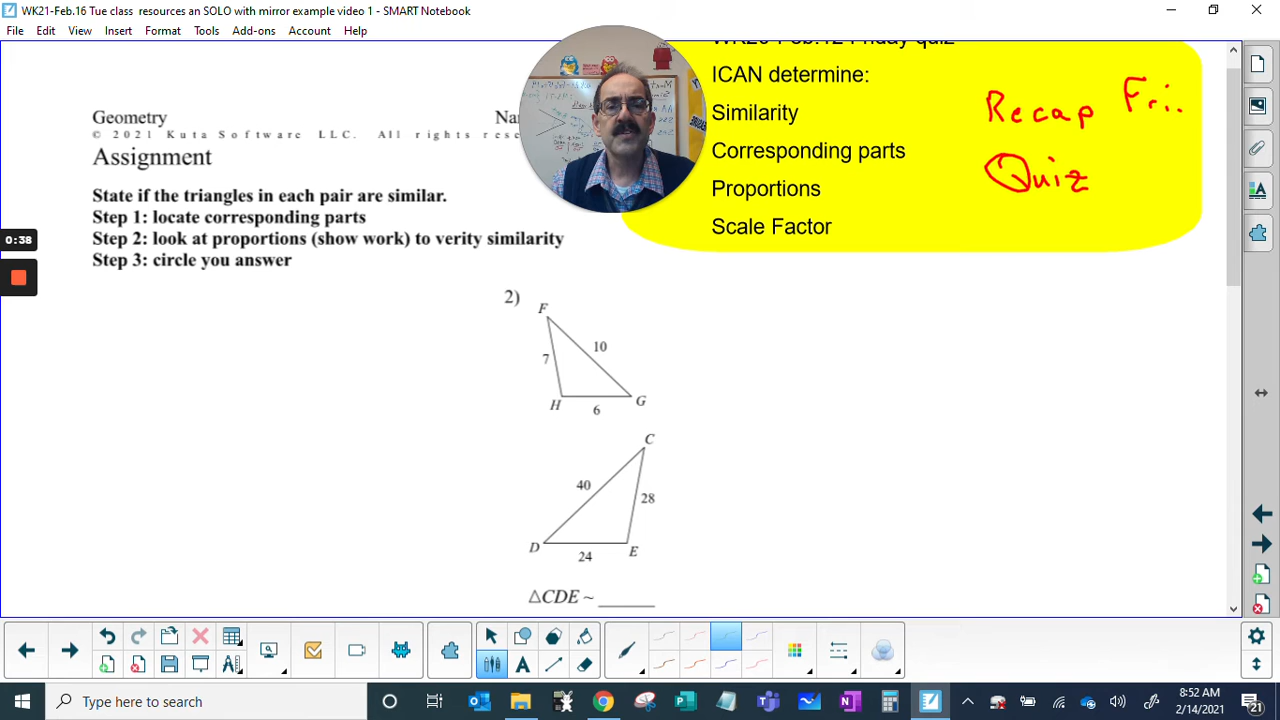 WK21-Feb.16 Tue class resources an SOLO with mirror example video 1 - SMART Notebook
File Edit View Insert Format Tools Add-ons Account Help
Geometry
© 2021 Kuta Software LLC. All rights rese
Assignment
State if the triangles in each pair are similar.
Step 1: locate corresponding parts
Step 2: look at proportions (show work) to verity similarity
Step 3: circle you answer
ICAN determine:
Similarity
Corresponding parts
Proportions
Scale Factor
Recap Fri.
Quiz
0:38
2)
F
10
7
H
G
6
C
40
28
D
E
24
△CDE ~ ______
Type here to search
8:52 AM
2/14/2021
21